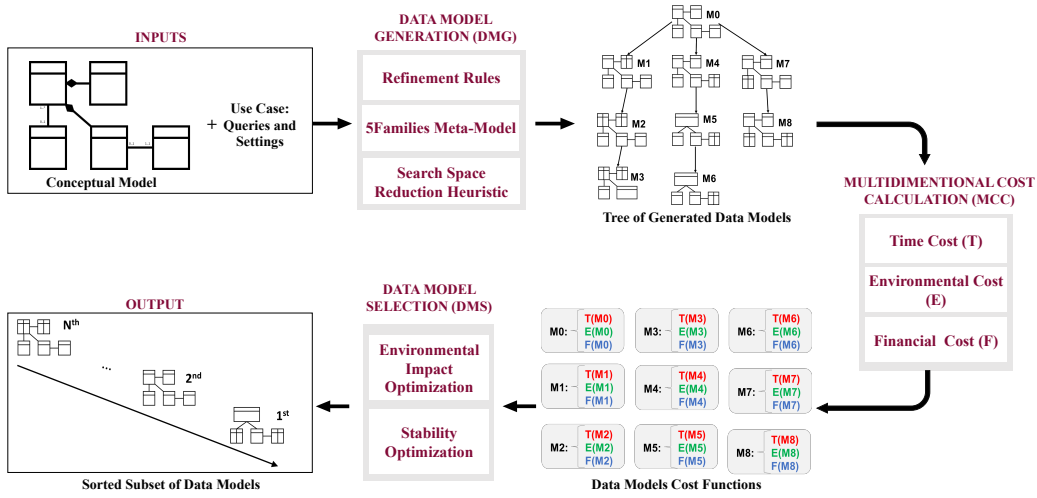 INPUTS
Use Case:
+ Queries and
Settings
Conceptual Model
DATA MODEL
GENERATION (DMG)
Refinement Rules
5Families Meta-Model
Search Space
Reduction Heuristic
M0
M1
M4
M7
M2
M5
M8
M3
M6
Tree of Generated Data Models
MULTIDIMENTIONAL COST
CALCULATION (MCC)
Time Cost (T)
Environmental Cost
(E)
Financial Cost (F)
T(M0)
M0: E(M0)
F(M0)
T(M3)
M3: E(M3)
F(M3)
T(M6)
M6: E(M6)
F(M6)
T(M1)
M1: E(M1)
F(M1)
T(M4)
M4: E(M4)
F(M4)
T(M7)
M7: E(M7)
F(M7)
T(M2)
M2: E(M2)
F(M2)
T(M5)
M5: E(M5)
F(M5)
T(M8)
M8: E(M8)
F(M8)
Data Models Cost Functions
DATA MODEL
SELECTION (DMS)
Environmental
Impact
Optimization
Stability
Optimization
OUTPUT
Nth
...
2nd
1st
Sorted Subset of Data Models